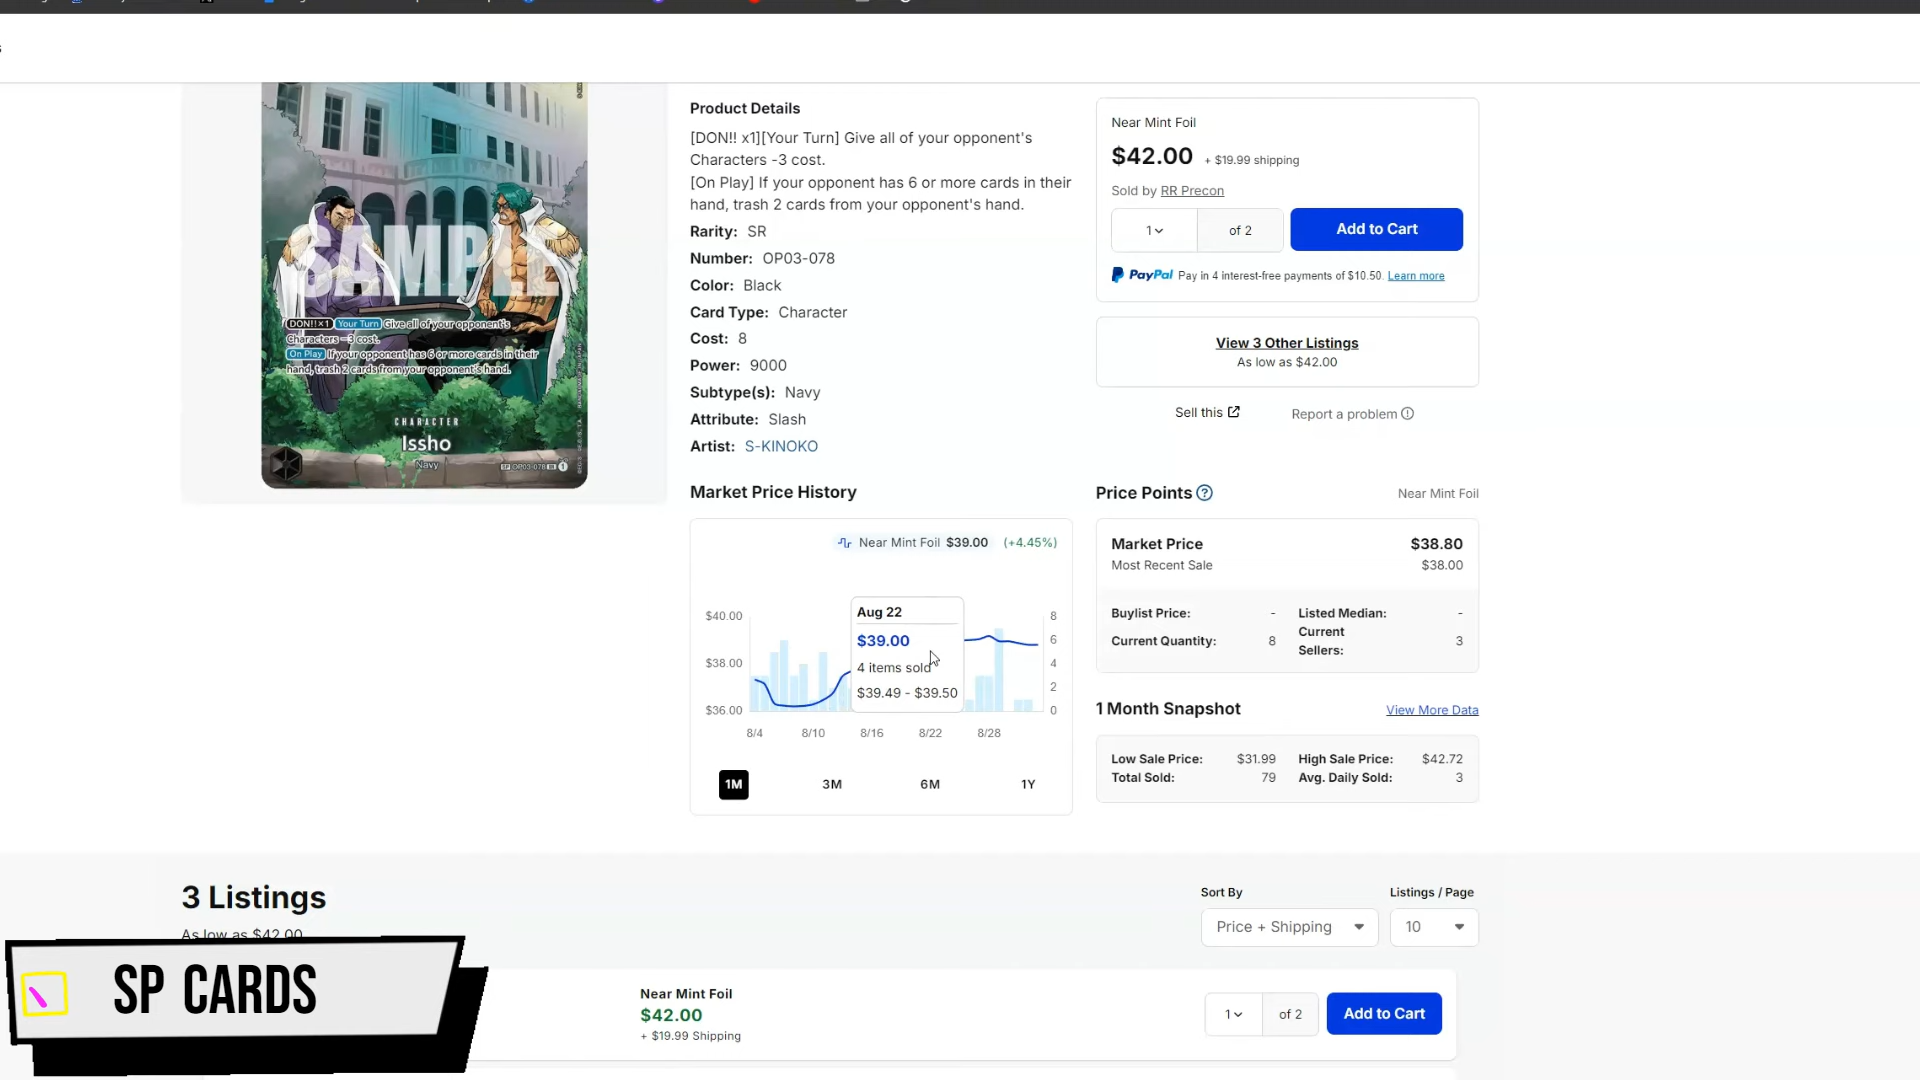 SAMPLE
DON!!×1 Your Turn Give all of your opponent's
Characters −3 cost.
On Play If your opponent has 6 or more cards in their
hand, trash 2 cards from your opponent's hand.
CHARACTER
Issho
Navy
SP OP03-078
Product Details
[DON!! x1][Your Turn] Give all of your opponent's
Characters -3 cost.
[On Play] If your opponent has 6 or more cards in their
hand, trash 2 cards from your opponent's hand.
Rarity: SR
Number: OP03-078
Color: Black
Card Type: Character
Cost: 8
Power: 9000
Subtype(s): Navy
Attribute: Slash
Artist: S-KINOKO
Near Mint Foil
$42.00 + $19.99 shipping
Sold by RR Precon
1 of 2 Add to Cart
PayPal Pay in 4 interest-free payments of $10.50. Learn more
View 3 Other Listings
As low as $42.00
Sell this Report a problem
Market Price History
Near Mint Foil $39.00 (+4.45%)
$40.00
$38.00
$36.00
Aug 22
$39.00
4 items sold
$39.49 - $39.50
8
6
4
2
0
8/4 8/10 8/16 8/22 8/28
1M 3M 6M 1Y
Price Points Near Mint Foil
Market Price $38.80
Most Recent Sale $38.00
Buylist Price: - Listed Median: -
Current Quantity: 8 Current Sellers: 3
1 Month Snapshot View More Data
Low Sale Price: $31.99 High Sale Price: $42.72
Total Sold: 79 Avg. Daily Sold: 3
3 Listings
As low as $42.00
Sort By Listings / Page
Price + Shipping 10
Near Mint Foil
$42.00
+ $19.99 Shipping
1 of 2 Add to Cart
SP CARDS